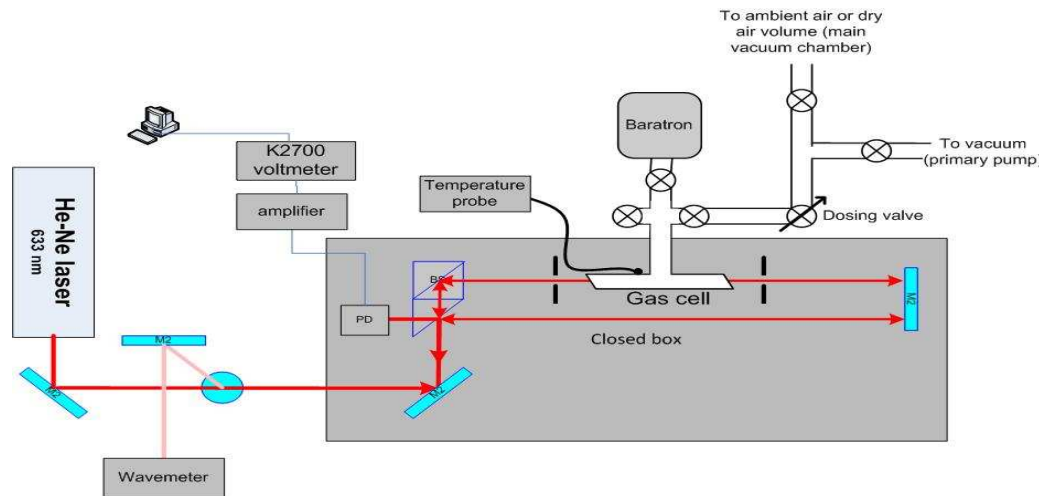 To ambient air or dry
air volume (main
vacuum chamber)
Baratron
To vacuum
(primary pump)
K2700
voltmeter
Temperature
probe
amplifier
Dosing valve
He-Ne laser
633 nm
BS
M2
Gas cell
PD
Closed box
M2
M2
M2
Wavemeter